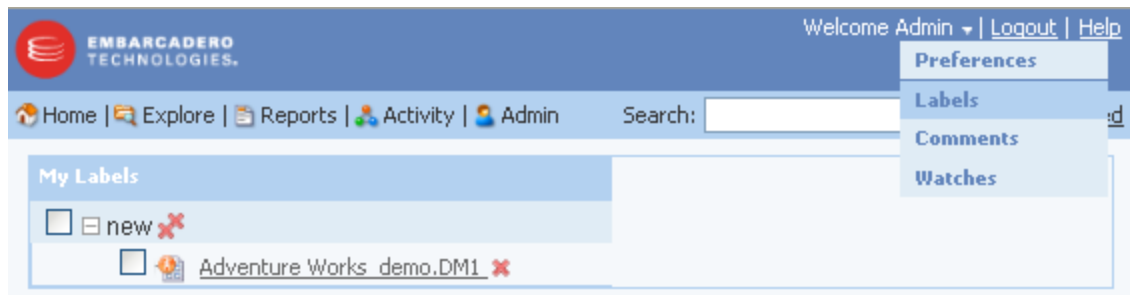 EMBARCADERO
TECHNOLOGIES.
Welcome Admin | Logout | Help
Preferences
Labels
Comments
Watches
Home | Explore | Reports | Activity | Admin Search:
My Labels
new
Adventure Works_demo.DM1